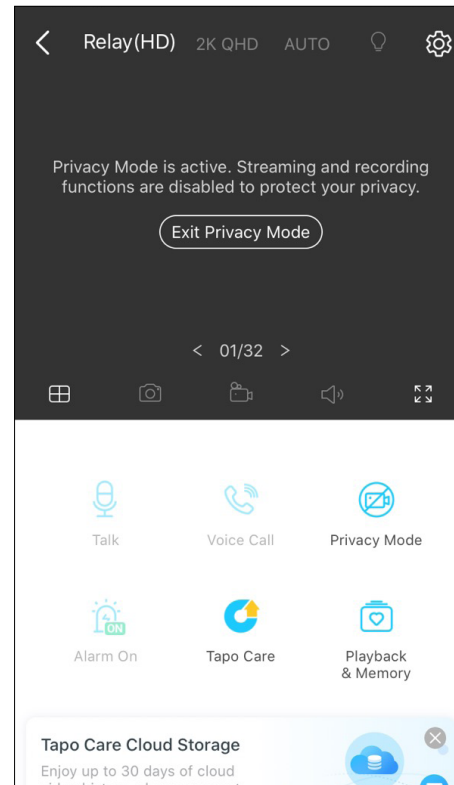 Relay(HD) 2K QHD AUTO
Privacy Mode is active. Streaming and recording
functions are disabled to protect your privacy.
Exit Privacy Mode
< 01/32 >
Talk Voice Call Privacy Mode
ON
Alarm On Tapo Care Playback
& Memory
Tapo Care Cloud Storage
Enjoy up to 30 days of cloud